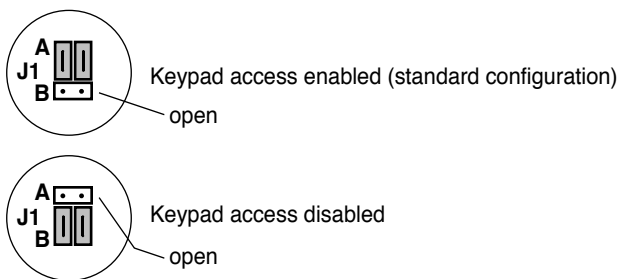 A
J1
B
Keypad access enabled (standard configuration)
open
A
J1
B
Keypad access disabled
open